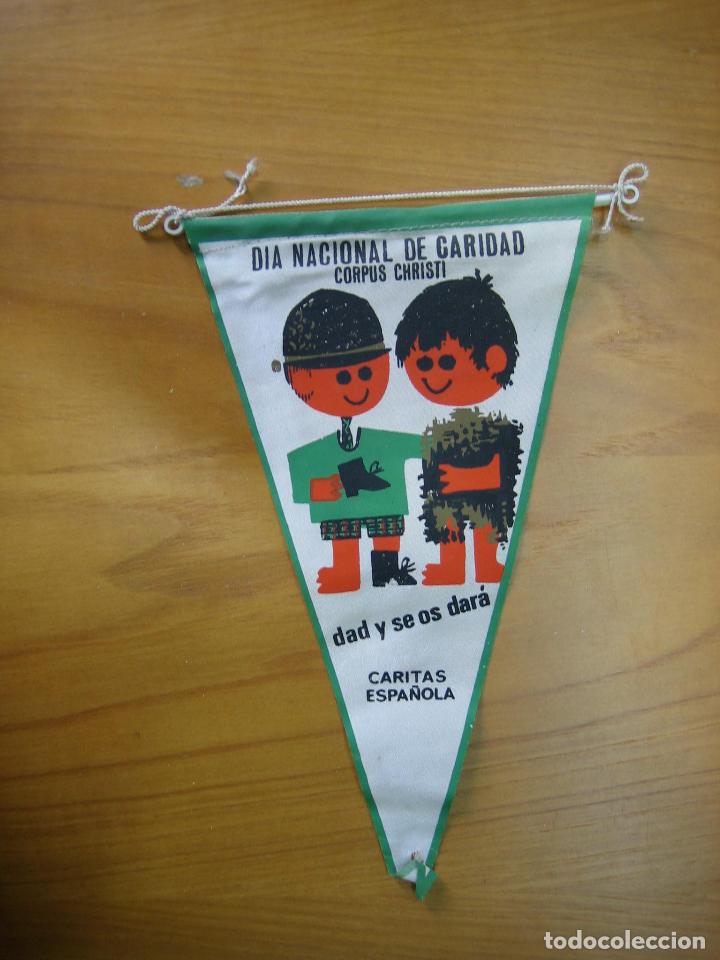 DIA NACIONAL DE CARIDAD
CORPUS CHRISTI
dad y se os dará
CARITAS
ESPAÑOLA
todocoleccion